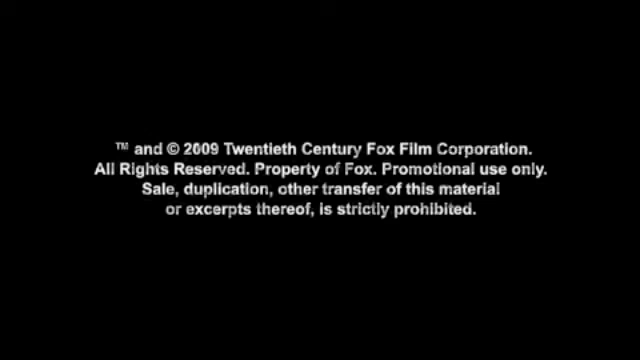 ™ and © 2009 Twentieth Century Fox Film Corporation.
All Rights Reserved. Property of Fox. Promotional use only.
Sale, duplication, other transfer of this material
or excerpts thereof, is strictly prohibited.